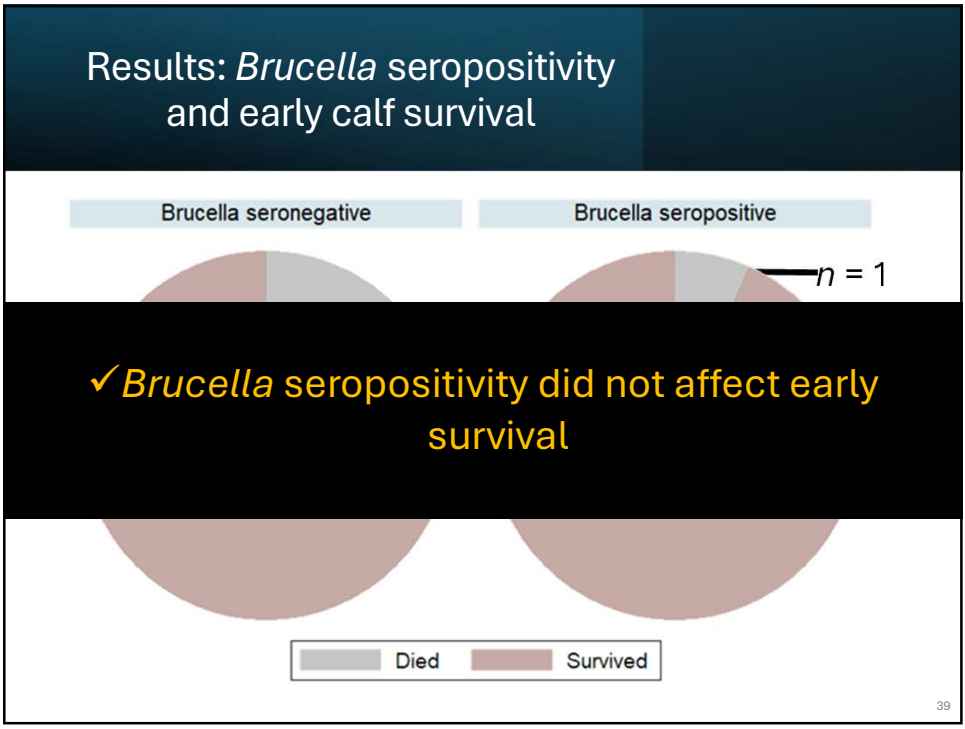 Results: Brucella seropositivity
and early calf survival
Brucella seronegative
Brucella seropositive
n = 1
✓Brucella seropositivity did not affect early
survival
Died
Survived
39